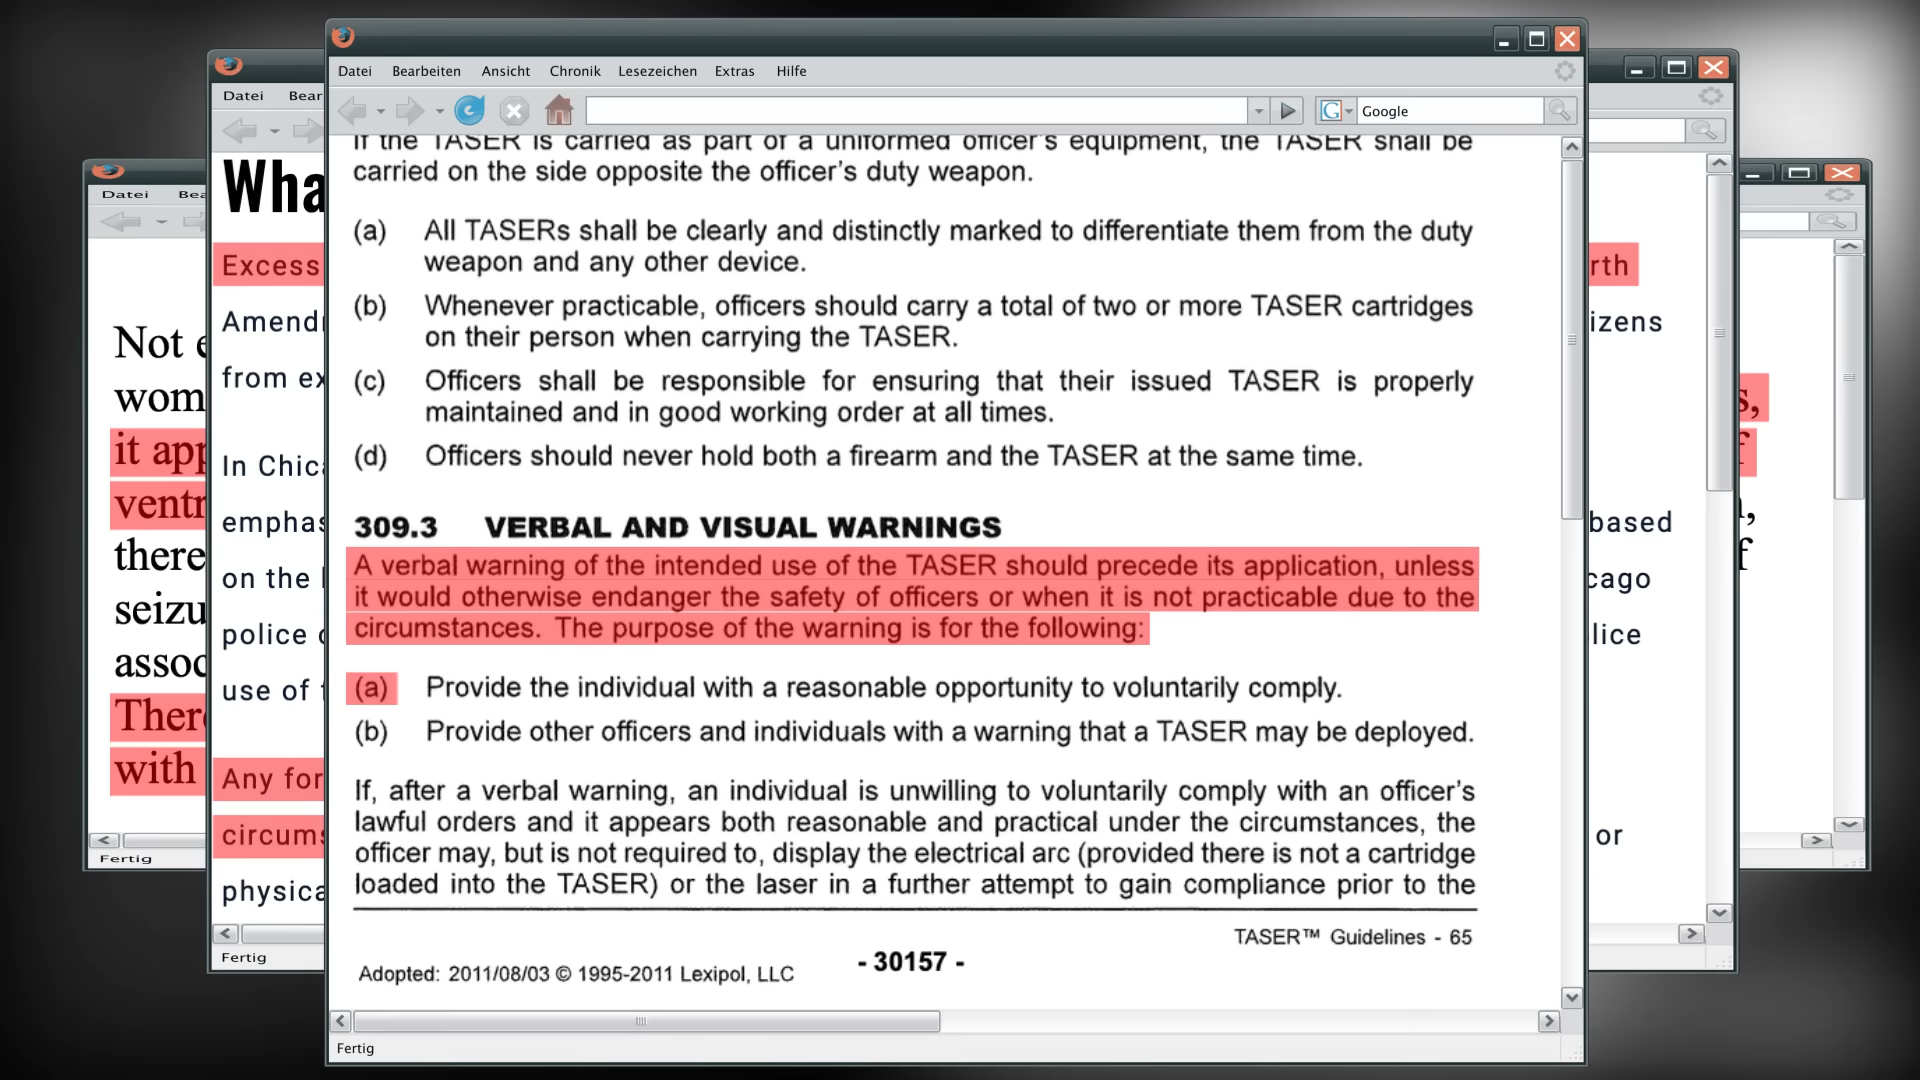 Datei Bearbeiten Ansicht Chronik Lesezeichen Extras Hilfe
Google
If the TASER is carried as part of a uniformed officer's equipment, the TASER shall be
carried on the side opposite the officer's duty weapon.
(a) All TASERs shall be clearly and distinctly marked to differentiate them from the duty
weapon and any other device.
(b) Whenever practicable, officers should carry a total of two or more TASER cartridges
on their person when carrying the TASER.
(c) Officers shall be responsible for ensuring that their issued TASER is properly
maintained and in good working order at all times.
(d) Officers should never hold both a firearm and the TASER at the same time.
309.3 VERBAL AND VISUAL WARNINGS
A verbal warning of the intended use of the TASER should precede its application, unless
it would otherwise endanger the safety of officers or when it is not practicable due to the
circumstances. The purpose of the warning is for the following:
(a) Provide the individual with a reasonable opportunity to voluntarily comply.
(b) Provide other officers and individuals with a warning that a TASER may be deployed.
If, after a verbal warning, an individual is unwilling to voluntarily comply with an officer's
lawful orders and it appears both reasonable and practical under the circumstances, the
officer may, but is not required to, display the electrical arc (provided there is not a cartridge
loaded into the TASER) or the laser in a further attempt to gain compliance prior to the
TASER™ Guidelines - 65
- 30157 -
Adopted: 2011/08/03 © 1995-2011 Lexipol, LLC
Fertig
Datei Bear
Wha
Excess
Amend
from ex
In Chic
emphas
on the
police
use of
Any for
circums
physica
Fertig
rth
izens
based
cago
lice
or
Datei Bea
Not
wom
it app
ventr
there
seizu
assoc
There
with
Fertig
s,
f
,
f